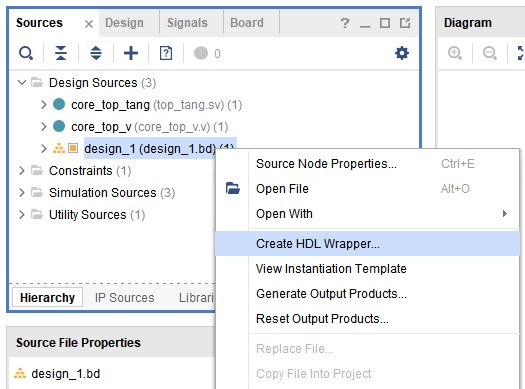 Sources
Design
Signals
Board
Diagram
0
Design Sources (3)
core_top_tang (top_tang.sv) (1)
core_top_v (core_top_v.v) (1)
design_1 (design_1.bd) (1)
Constraints (1)
Simulation Sources (3)
Utility Sources (1)
Source Node Properties... Ctrl+E
Open File Alt+O
Open With
Create HDL Wrapper...
View Instantiation Template
Generate Output Products...
Reset Output Products...
Replace File...
Copy File Into Project
Hierarchy IP Sources Librari
Source File Properties
design_1.bd